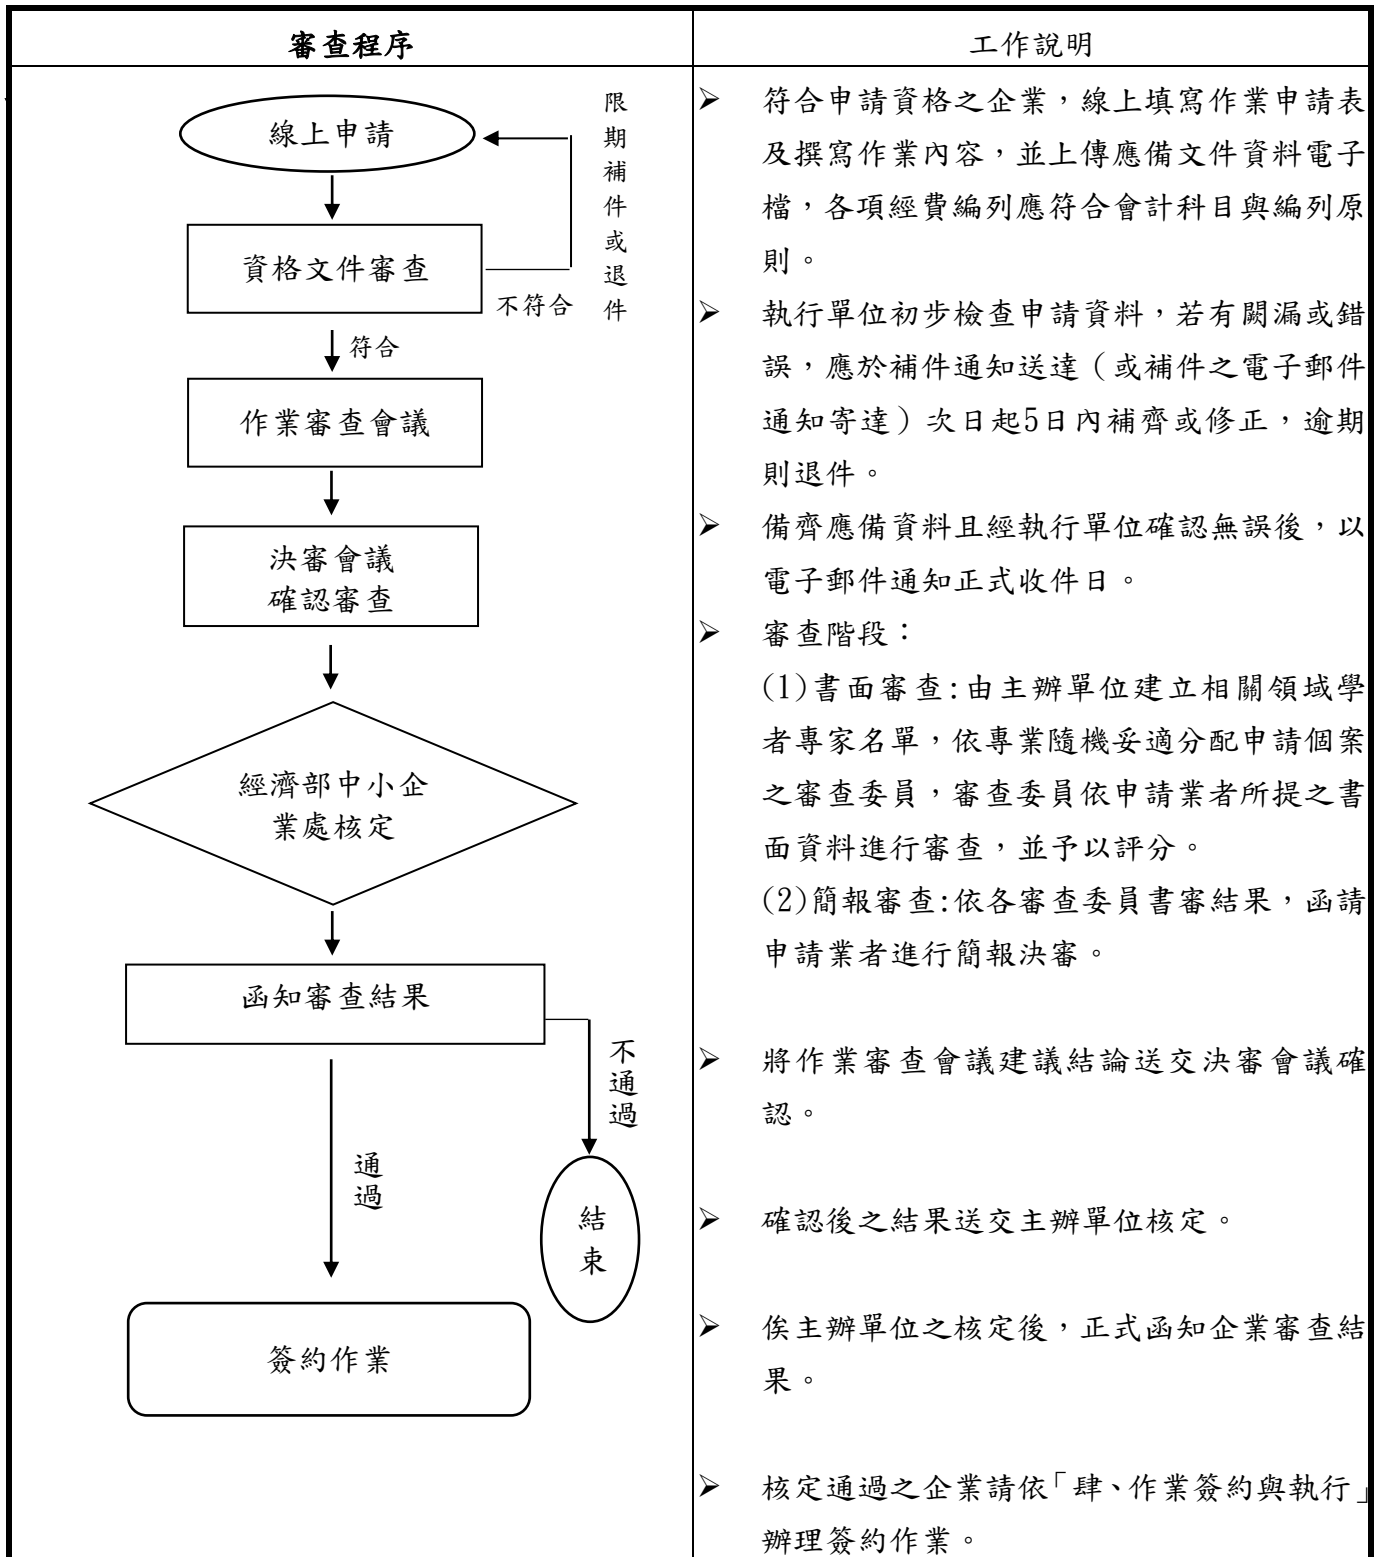 審查程序
工作說明
線上申請
限期補件或退件
資格文件審查
不符合
符合
作業審查會議
決審會議
確認審查
經濟部中小企
業處核定
函知審查結果
不通過
通過
結束
簽約作業
➢ 符合申請資格之企業，線上填寫作業申請表
及撰寫作業內容，並上傳應備文件資料電子
檔，各項經費編列應符合會計科目與編列原
則。
➢ 執行單位初步檢查申請資料，若有闕漏或錯
誤，應於補件通知送達（或補件之電子郵件
通知寄達）次日起5日內補齊或修正，逾期
則退件。
➢ 備齊應備資料且經執行單位確認無誤後，以
電子郵件通知正式收件日。
➢ 審查階段：
(1)書面審查:由主辦單位建立相關領域學
者專家名單，依專業隨機妥適分配申請個案
之審查委員，審查委員依申請業者所提之書
面資料進行審查，並予以評分。
(2)簡報審查:依各審查委員書審結果，函請
申請業者進行簡報決審。
➢ 將作業審查會議建議結論送交決審會議確
認。
➢ 確認後之結果送交主辦單位核定。
➢ 俟主辦單位之核定後，正式函知企業審查結
果。
➢ 核定通過之企業請依「肆、作業簽約與執行」
辦理簽約作業。